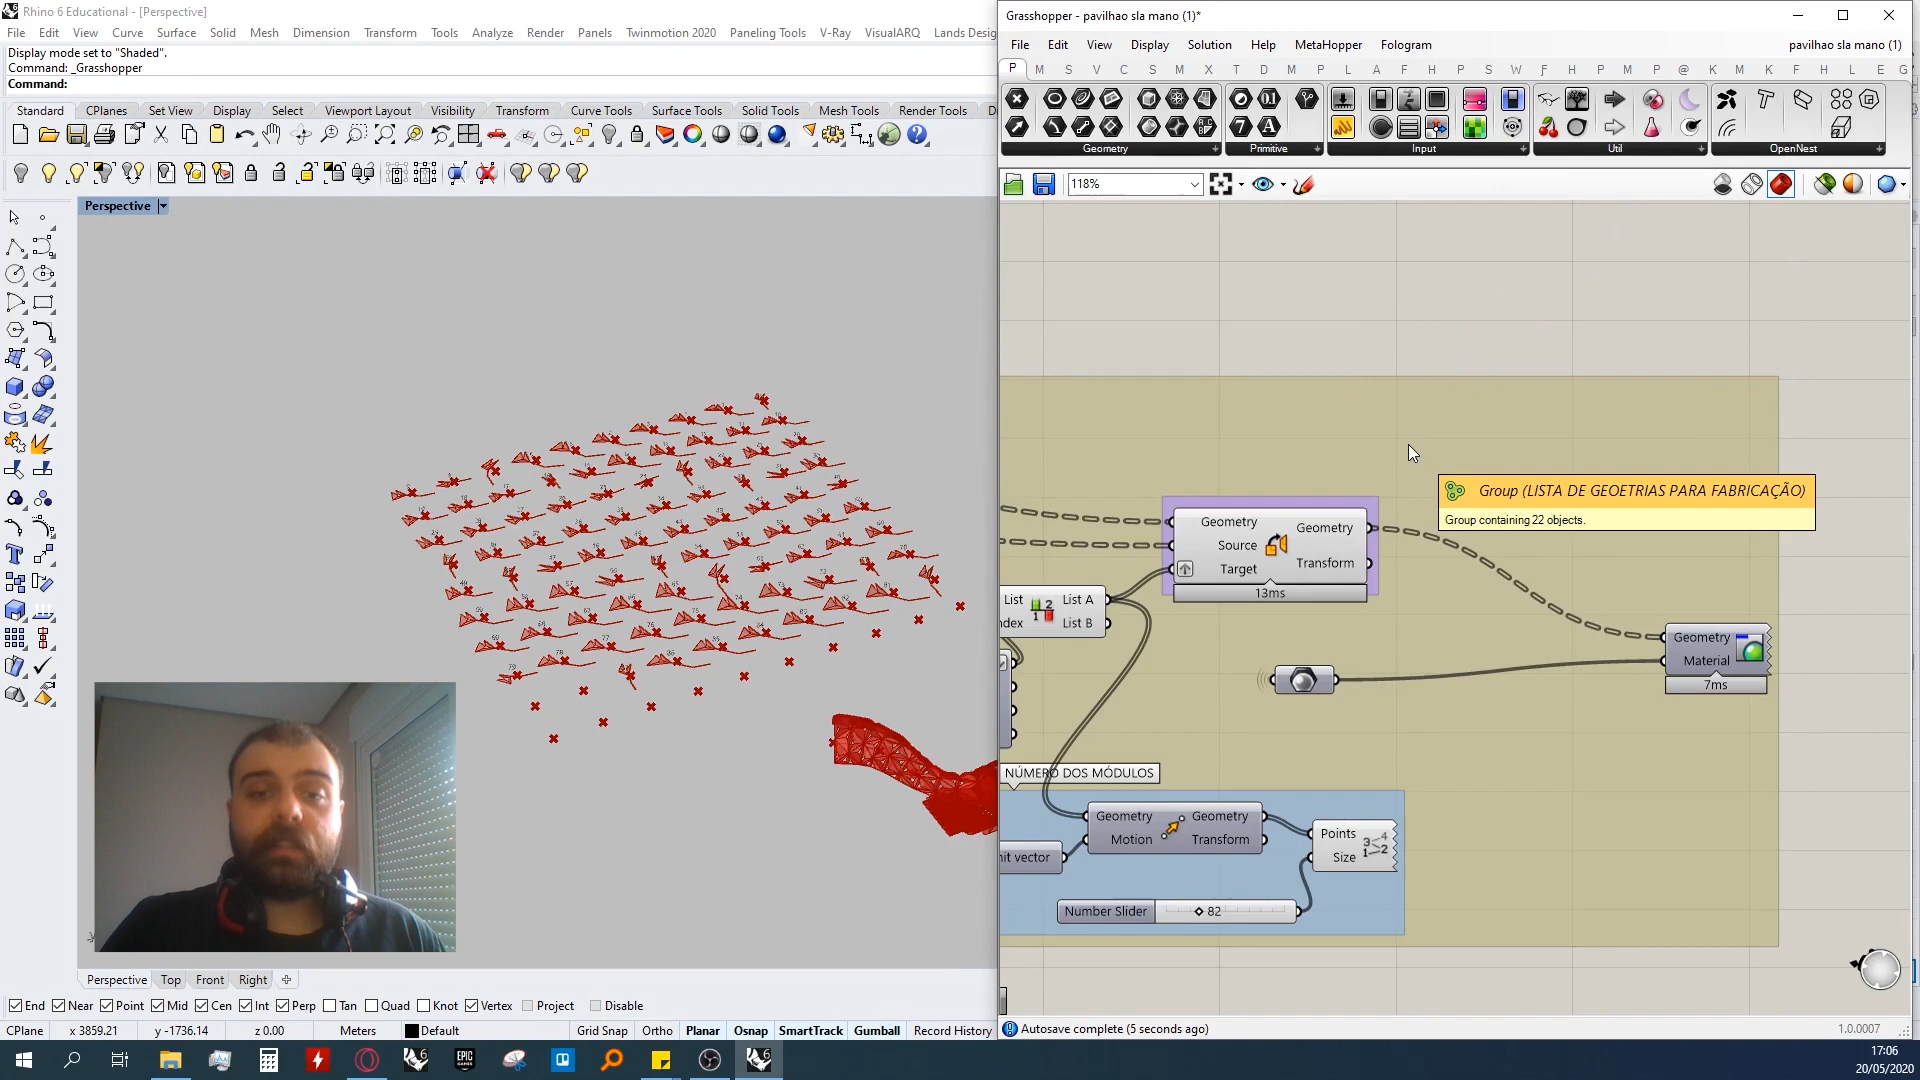 Rhino 6 Educational - [Perspective]
File Edit View Curve Surface Solid Mesh Dimension Transform Tools Analyze Render Panels Twinmotion 2020 Paneling Tools V-Ray VisualARQ Lands Desig
Display mode set to "Shaded".
Command: _Grasshopper
Command:
Standard CPlanes Set View Display Select Viewport Layout Visibility Transform Curve Tools Surface Tools Solid Tools Mesh Tools Render Tools D
Perspective
Perspective Top Front Right
End Near Point Mid Cen Int Perp Tan Quad Knot Vertex Project Disable
CPlane x 3859.21 y -1736.14 z 0.00 Meters Default Grid Snap Ortho Planar Osnap SmartTrack Gumball Record History
Grasshopper - pavilhao sla mano (1)*
File Edit View Display Solution Help MetaHopper Fologram pavilhao sla mano (1)
P M S V C S M X T D M P L A F H P S W F H P M P @ K M K F H L E G
Geometry Primitive Input Util OpenNest
118%
Group (LISTA DE GEOETRIAS PARA FABRICAÇÃO)
Group containing 22 objects.
Geometry Geometry
Source
Target Transform
13ms
List List A
ndex List B
Geometry
Material
7ms
NÚMERO DOS MÓDULOS
Geometry Geometry
Motion Transform
nit vector
Points
Size
Number Slider 82
Autosave complete (5 seconds ago)
1.0.0007
17:06
20/05/2020